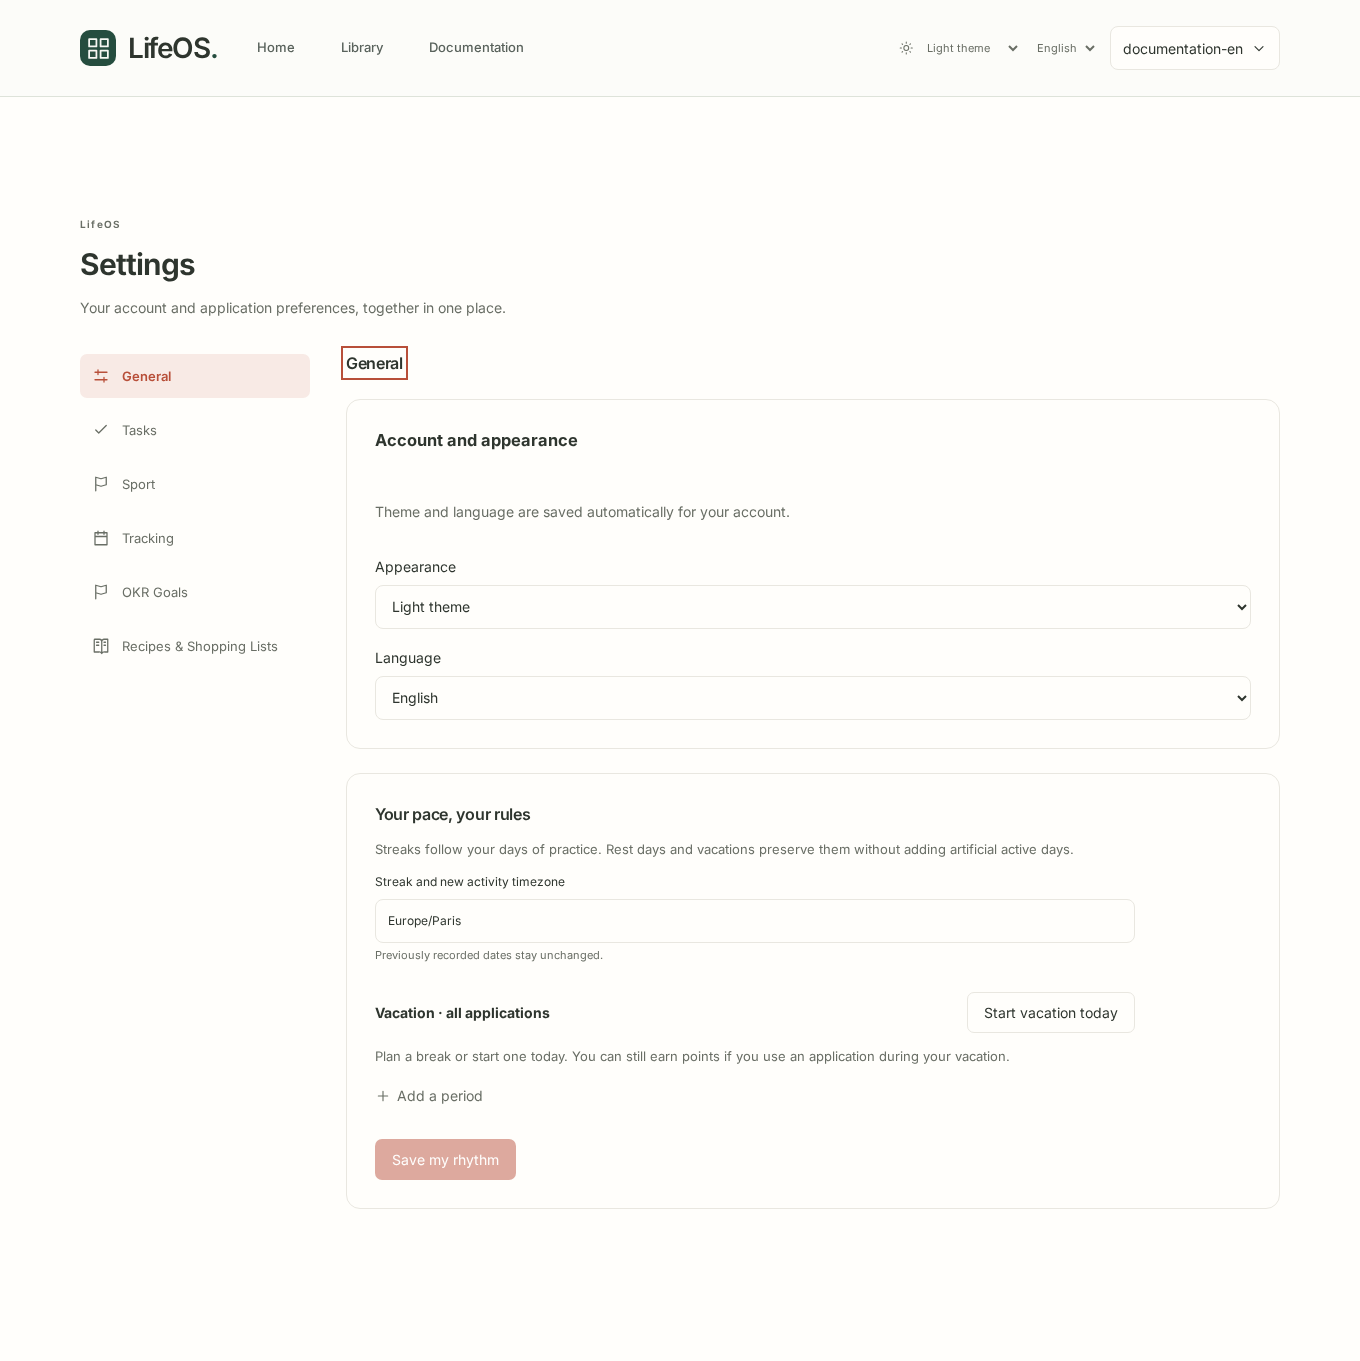 LifeOS.
Home
Library
Documentation
Light theme
English
documentation-en
LifeOS
Settings
Your account and application preferences, together in one place.
General
Tasks
Sport
Tracking
OKR Goals
Recipes & Shopping Lists
General
Account and appearance
Theme and language are saved automatically for your account.
Appearance
Light theme
Language
English
Your pace, your rules
Streaks follow your days of practice. Rest days and vacations preserve them without adding artificial active days.
Streak and new activity timezone
Europe/Paris
Previously recorded dates stay unchanged.
Vacation · all applications
Start vacation today
Plan a break or start one today. You can still earn points if you use an application during your vacation.
Add a period
Save my rhythm